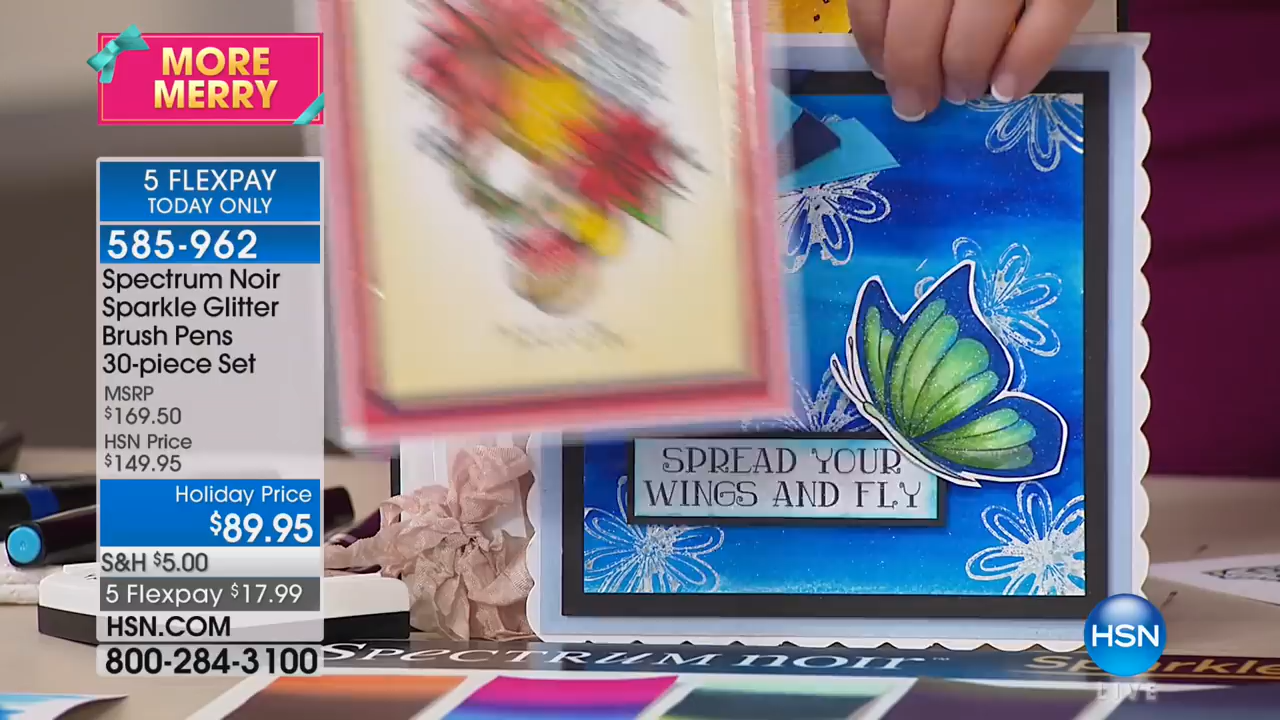 MORE
MERRY
5 FLEXPAY
TODAY ONLY
585-962
Spectrum Noir
Sparkle Glitter
Brush Pens
30-piece Set
MSRP
$169.50
HSN Price
$149.95
Holiday Price
$89.95
S&H $5.00
5 Flexpay $17.99
HSN.COM
800-284-3100
SPREAD YOUR
WINGS AND FLY
SPECTRUM NOIR™
Sparkle
HSN
LIVE